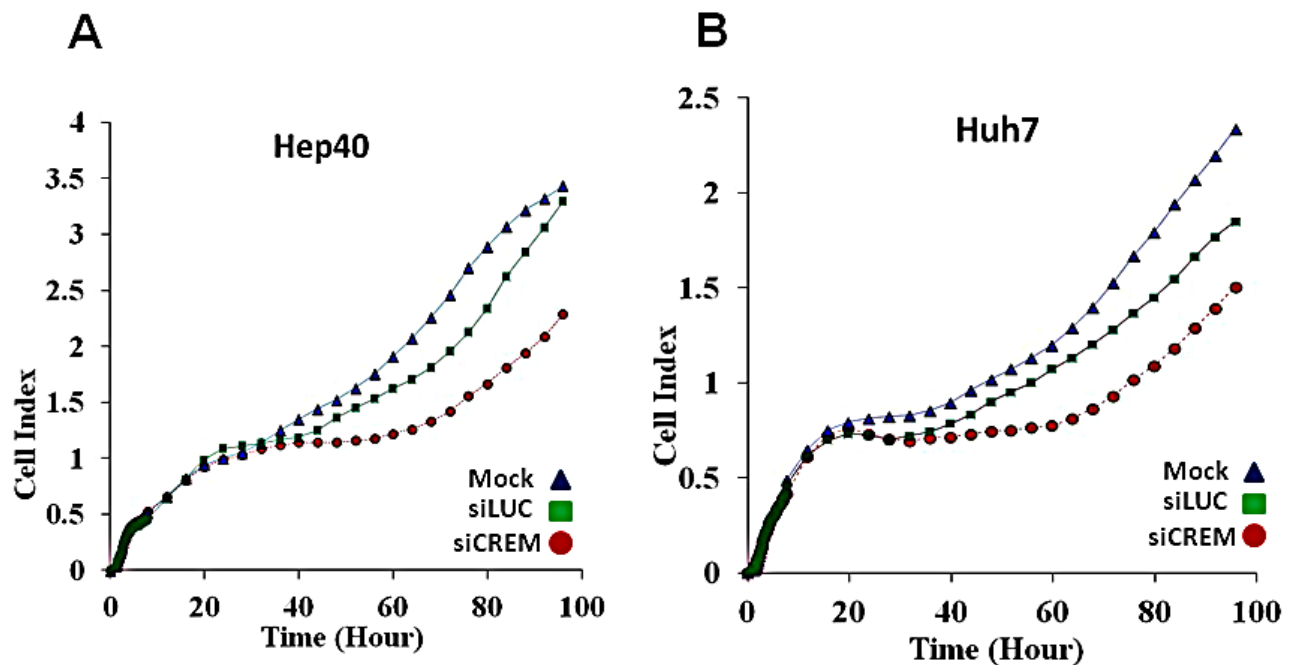 A
Hep40
4
3.5
3
2.5
2
1.5
1
0.5
0
Cell Index
0 20 40 60 80 100
Time (Hour)
Mock
siLUC
siCREM
B
Huh7
2.5
2
1.5
1
0.5
0
Cell Index
0 20 40 60 80 100
Time (Hour)
Mock
siLUC
siCREM